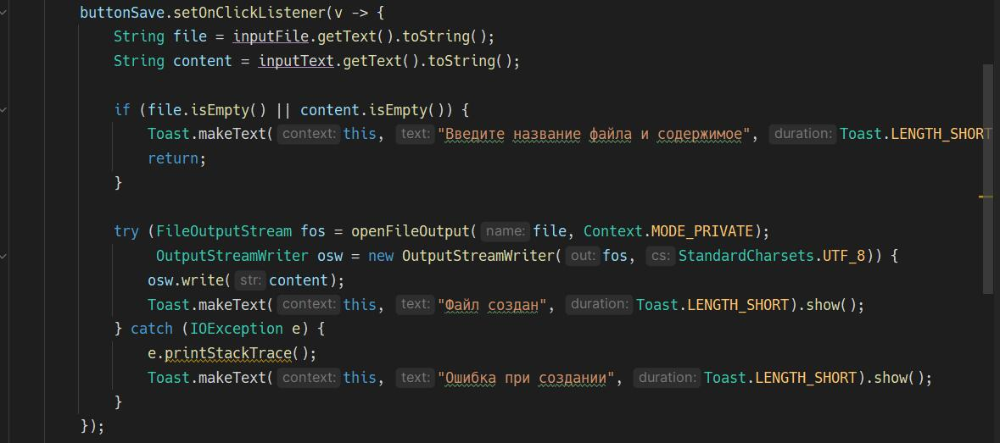 buttonSave.setOnClickListener(v -> {
String file = inputFile.getText().toString();
String content = inputText.getText().toString();
if (file.isEmpty() || content.isEmpty()) {
Toast.makeText( context: this, text: "Введите название файла и содержимое", duration: Toast.LENGTH_SHORT
return;
}
try (FileOutputStream fos = openFileOutput( name: file, Context.MODE_PRIVATE);
OutputStreamWriter osw = new OutputStreamWriter( out: fos, cs: StandardCharsets.UTF_8)) {
osw.write( str: content);
Toast.makeText( context: this, text: "Файл создан", duration: Toast.LENGTH_SHORT).show();
} catch (IOException e) {
e.printStackTrace();
Toast.makeText( context: this, text: "Ошибка при создании", duration: Toast.LENGTH_SHORT).show();
}
});